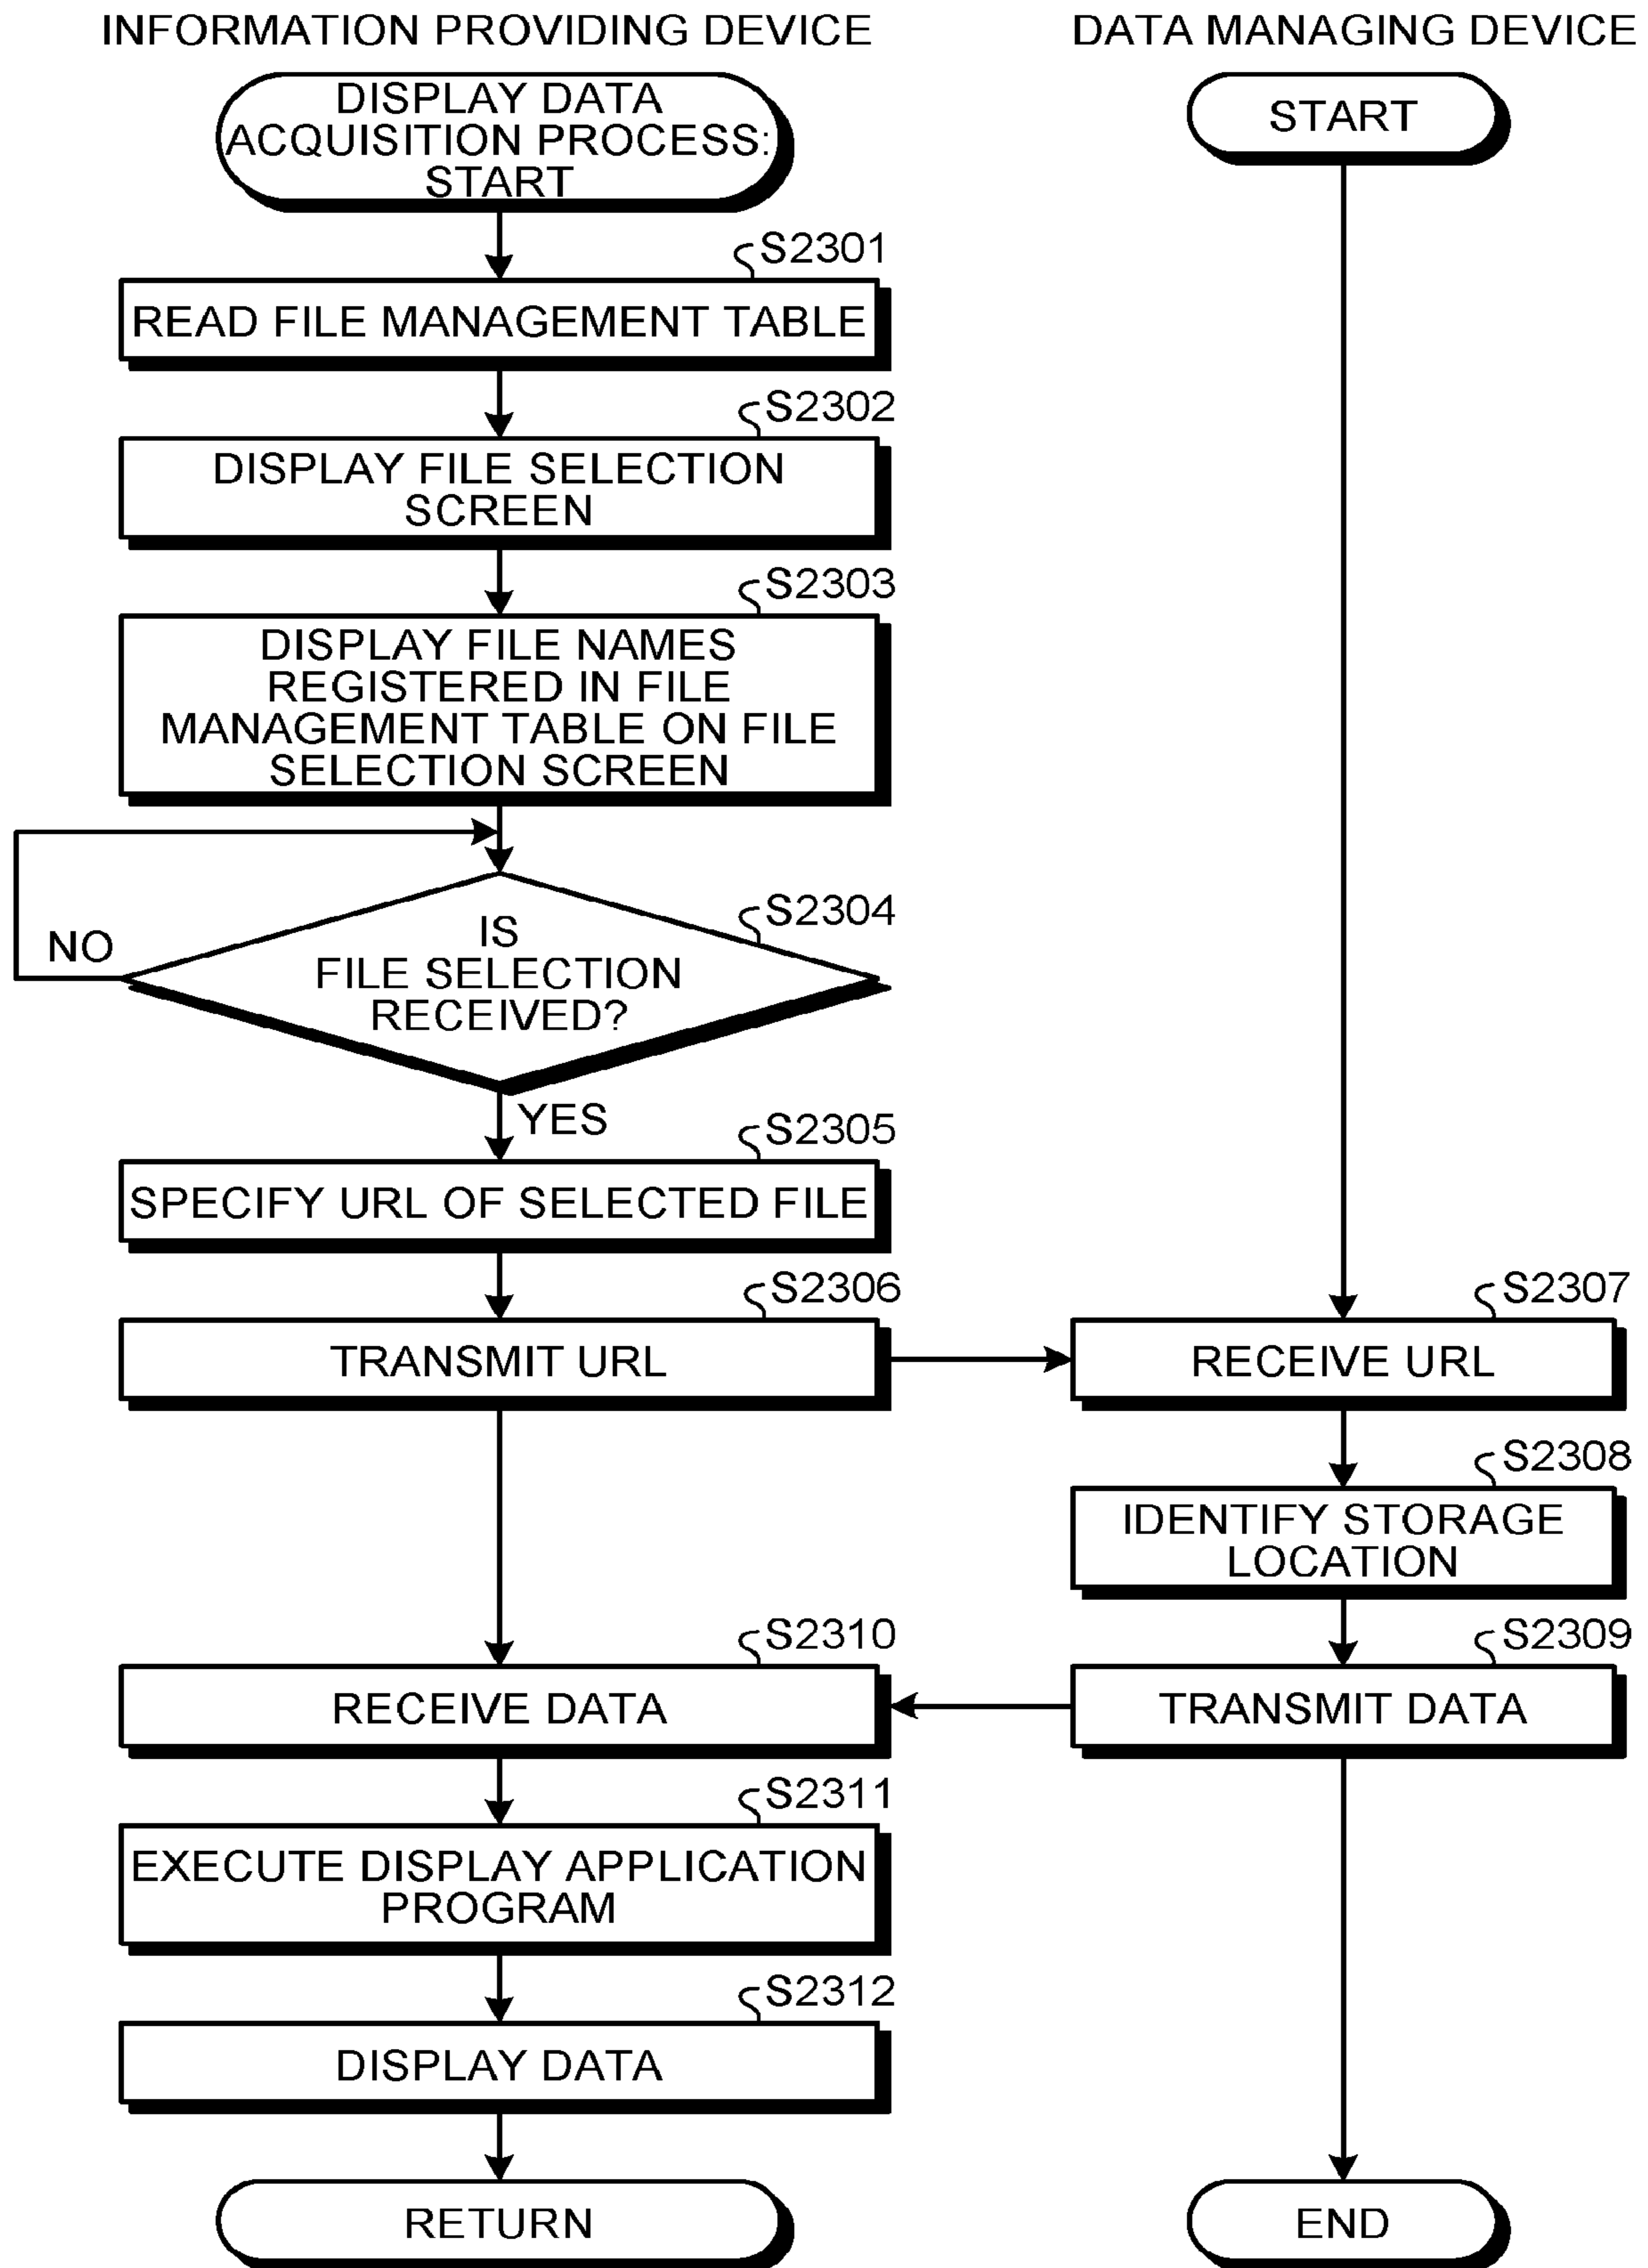 INFORMATION PROVIDING DEVICE
DATA MANAGING DEVICE
DISPLAY DATA
ACQUISITION PROCESS:
START
START
S2301
READ FILE MANAGEMENT TABLE
S2302
DISPLAY FILE SELECTION
SCREEN
S2303
DISPLAY FILE NAMES
REGISTERED IN FILE
MANAGEMENT TABLE ON FILE
SELECTION SCREEN
S2304
IS
FILE SELECTION
RECEIVED?
NO
YES
S2305
SPECIFY URL OF SELECTED FILE
S2306
TRANSMIT URL
S2307
RECEIVE URL
S2308
IDENTIFY STORAGE
LOCATION
S2309
TRANSMIT DATA
S2310
RECEIVE DATA
S2311
EXECUTE DISPLAY APPLICATION
PROGRAM
S2312
DISPLAY DATA
RETURN
END